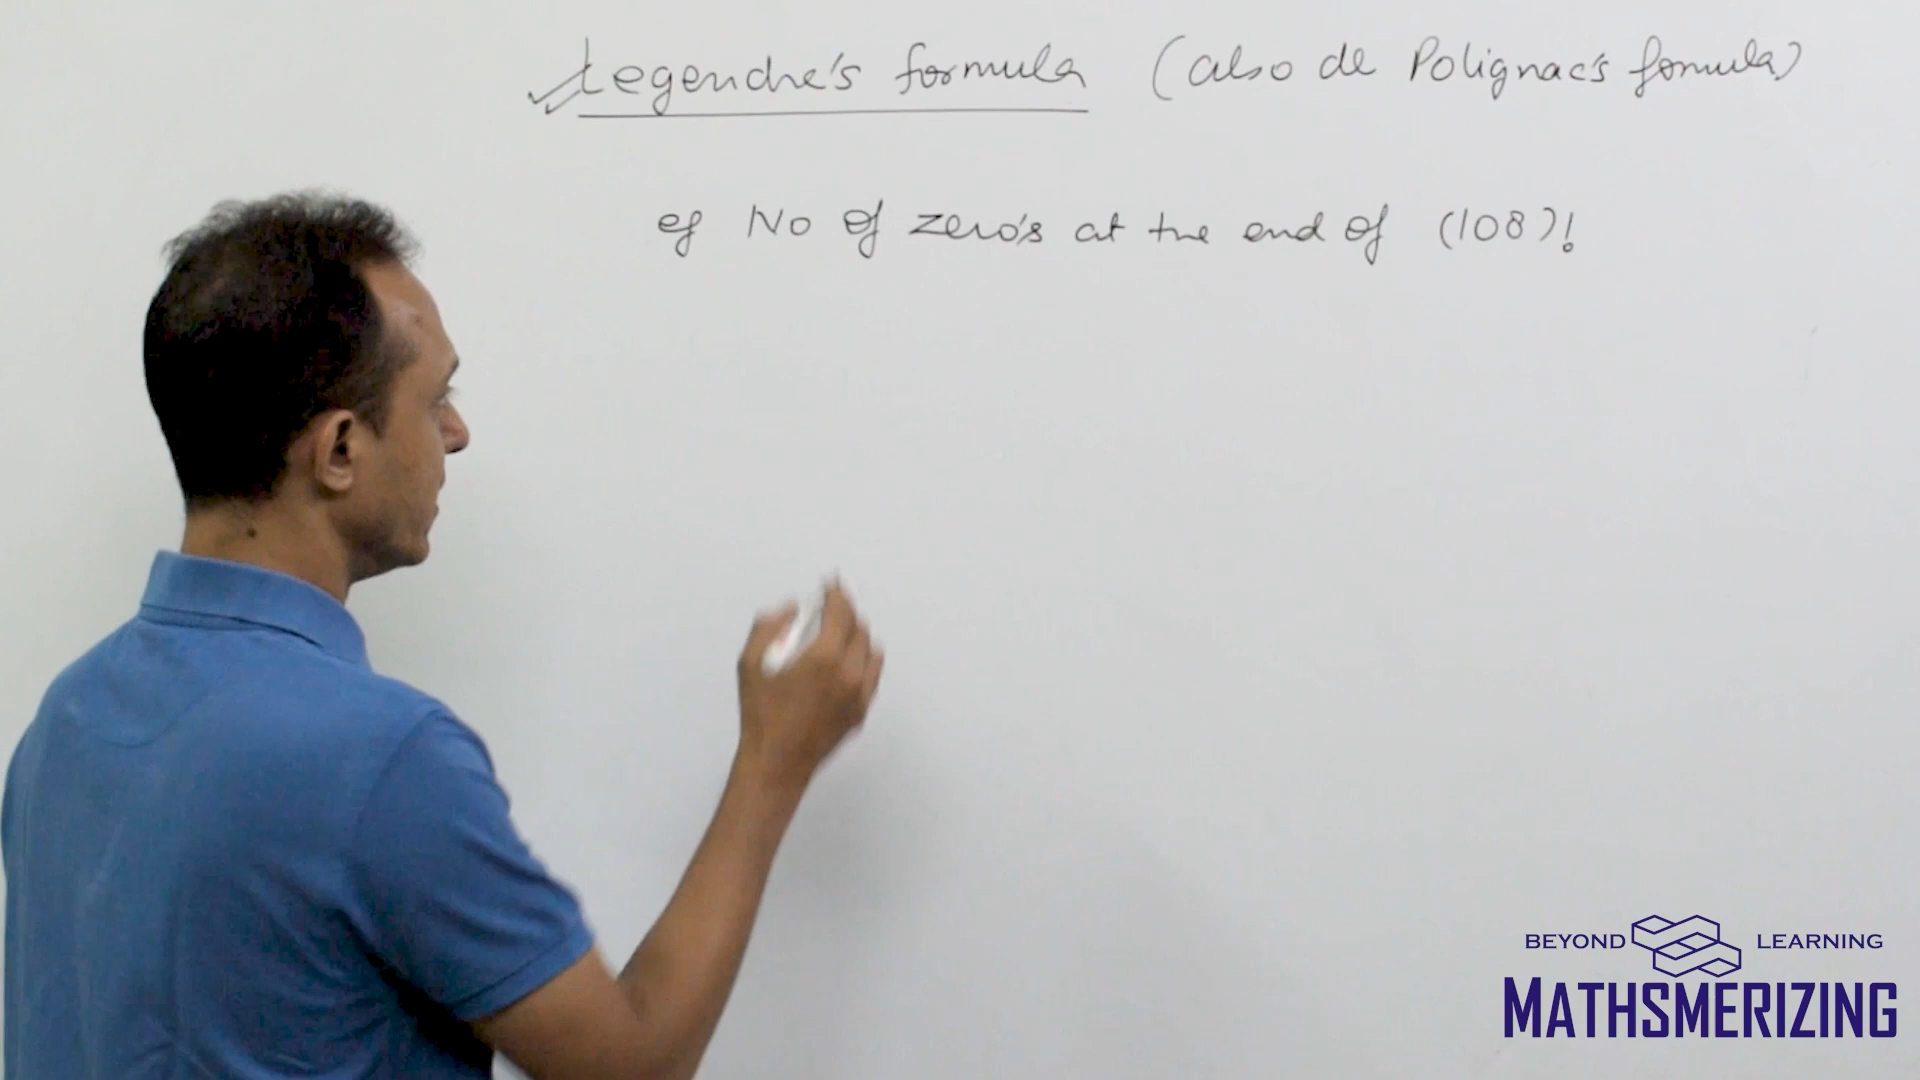 Legendre's formula (also de Polignac's formula)
eg No of zero's at the end of (108)!
BEYOND LEARNING
MATHSMERIZING